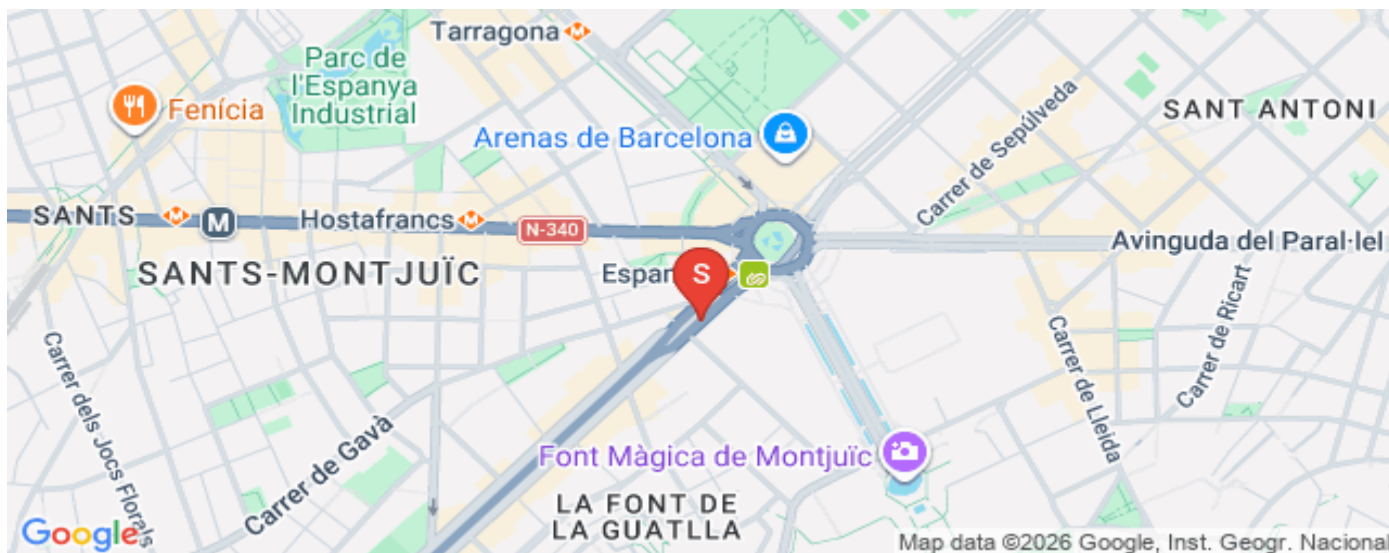 Tarragona
Parc de
l'Espanya
Industrial
Fenícia
Arenas de Barcelona
Carrer de Sepúlveda
SANT ANTONI
SANTS
M
Hostafrancs
N-340
Avinguda del Paral·lel
SANTS-MONTJUÏC
S
Carrer dels Jocs Florals
Carrer de Gavà
Font Màgica de Montjuïc
Carrer de Lleida
Carrer de Ricart
LA FONT DE
LA GUATLLA
Google
Map data ©2026 Google, Inst. Geogr. Nacional